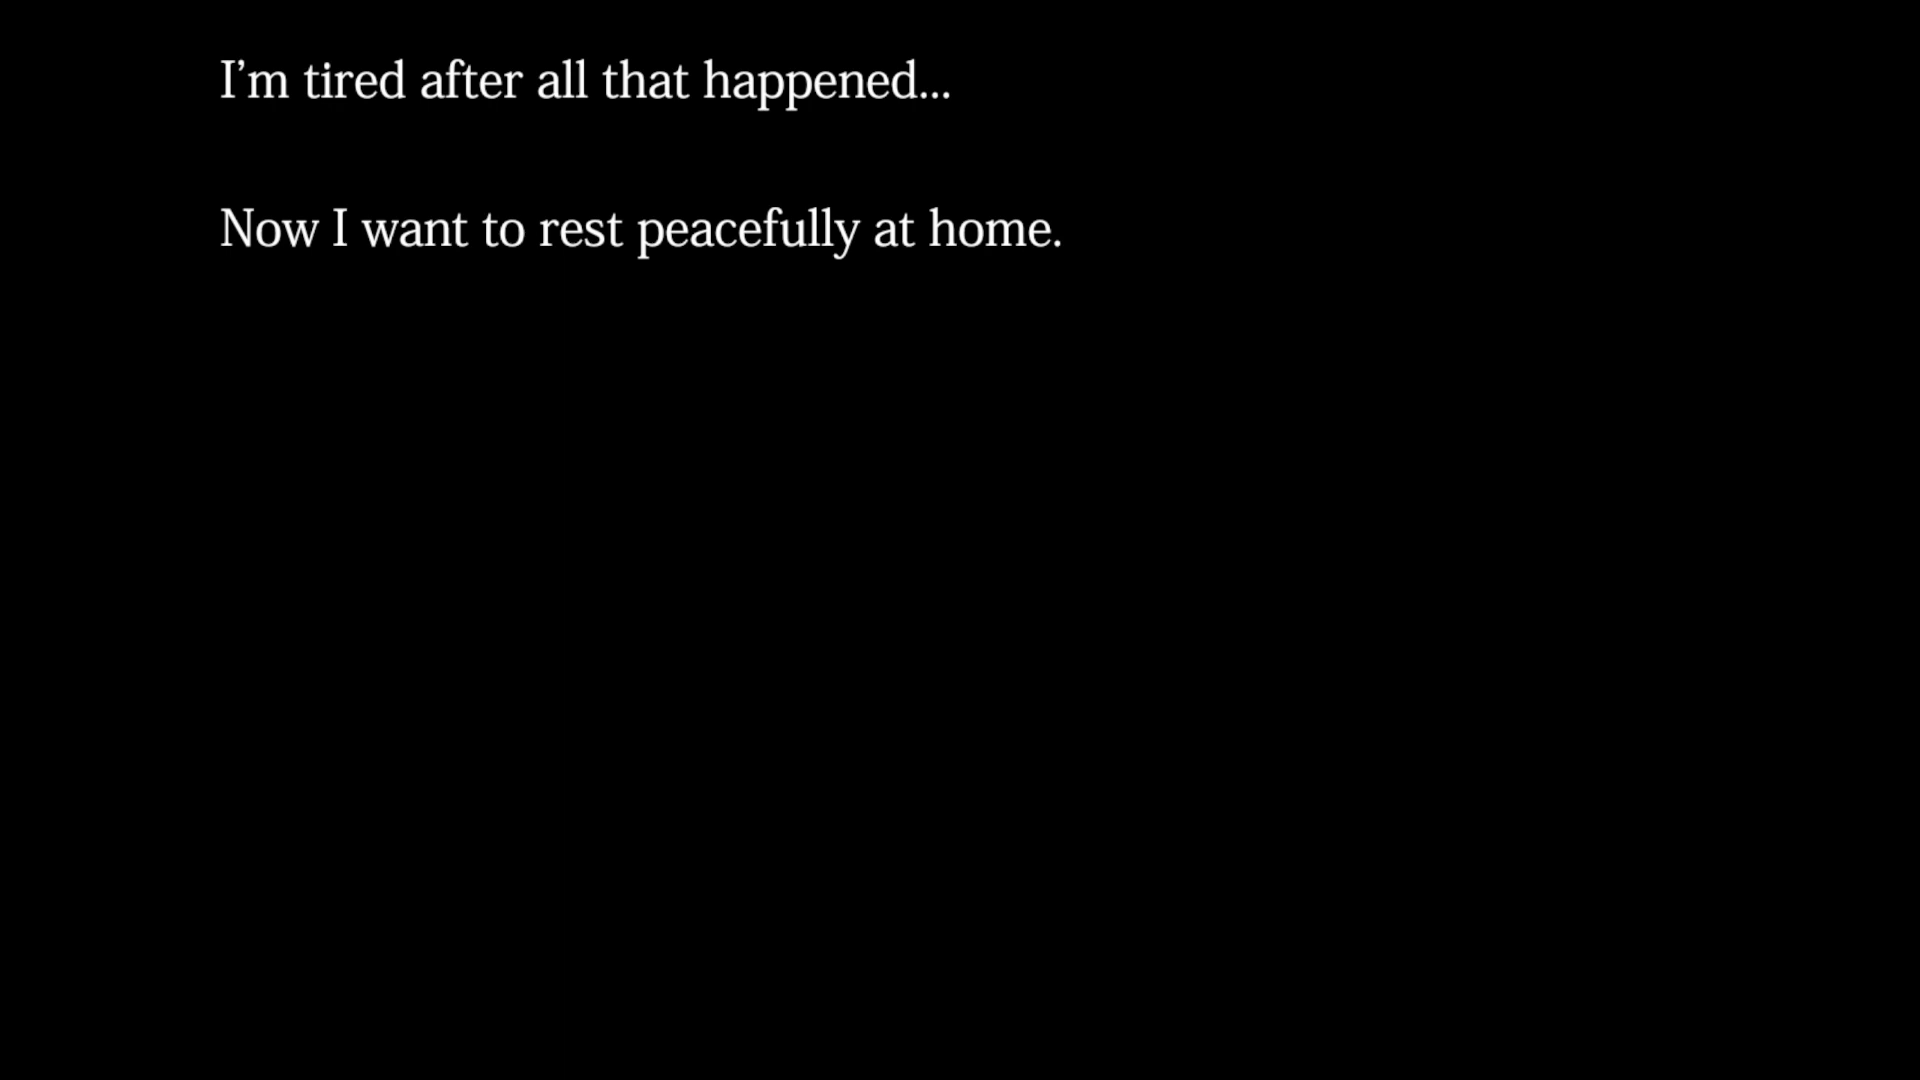 I’m tired after all that happened...
Now I want to rest peacefully at home.